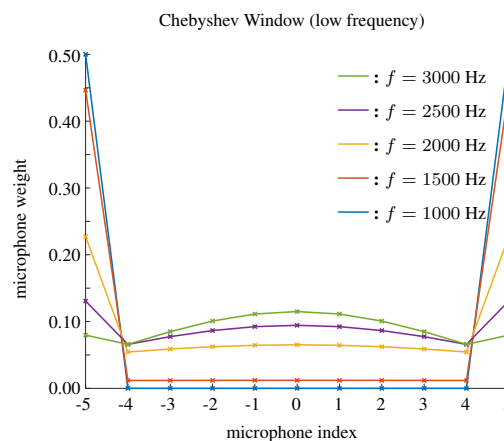 Chebyshev Window (low frequency)
microphone weight
0.50
0.40
0.30
0.20
0.10
0.00
: f = 3000 Hz
: f = 2500 Hz
: f = 2000 Hz
: f = 1500 Hz
: f = 1000 Hz
-5 -4 -3 -2 -1 0 1 2 3 4
microphone index